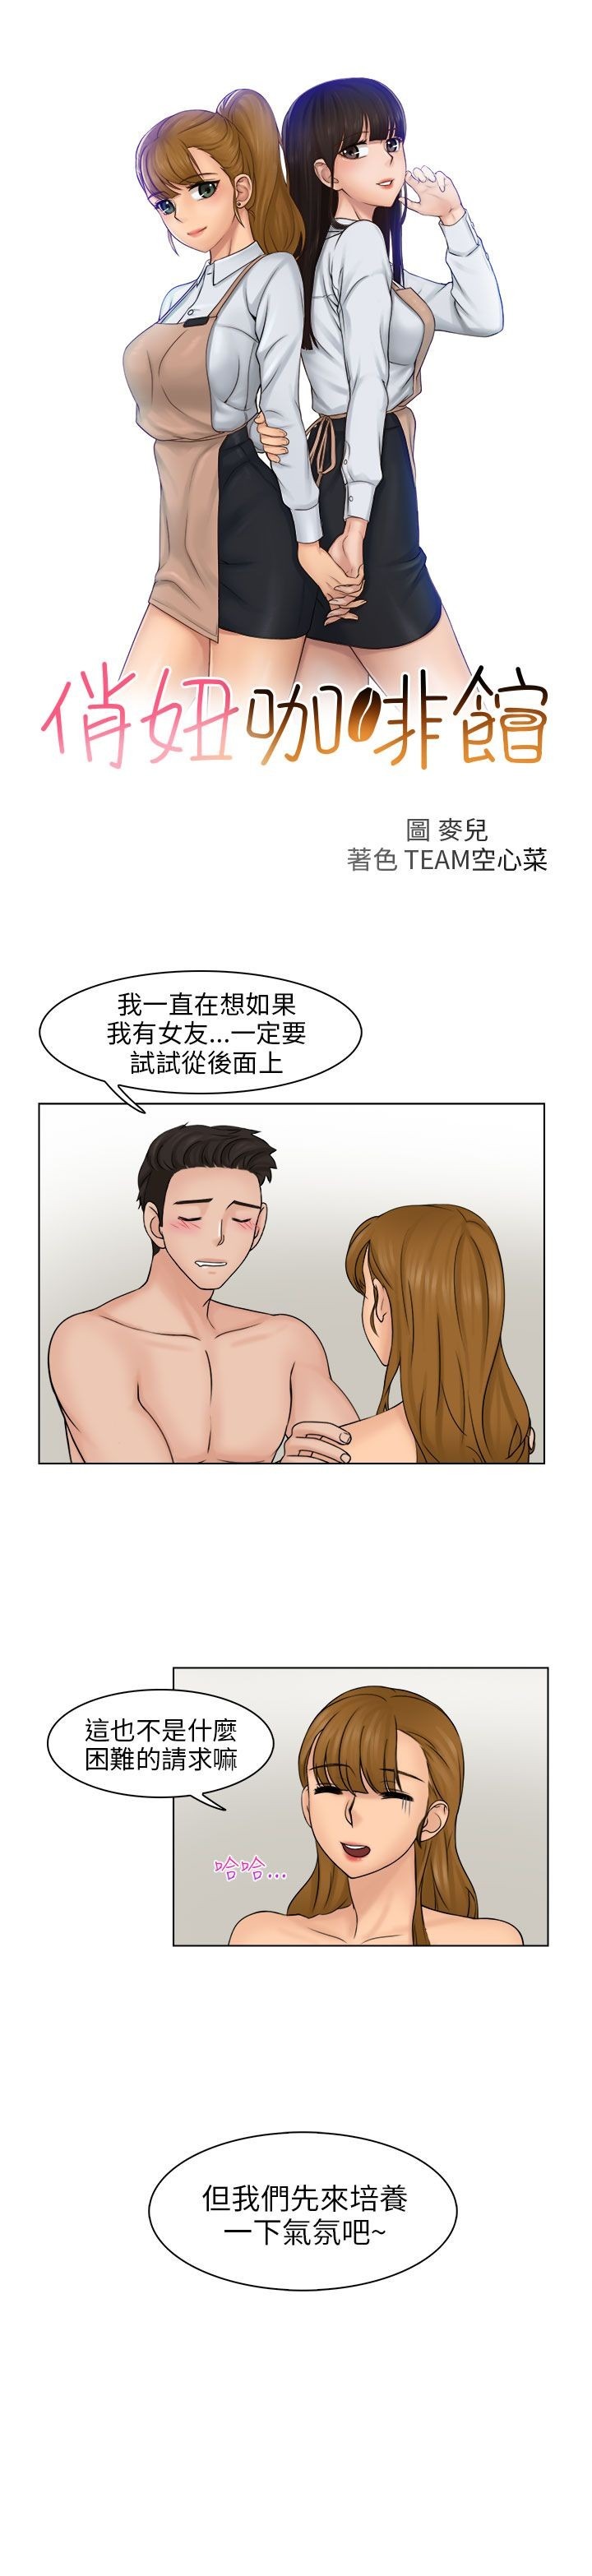 俏妞咖啡館
圖 麥兒
著色 TEAM空心菜
我一直在想如果
我有女友...一定要
試試從後面上
這也不是什麼
困難的請求嘛
哈哈...
但我們先來培養
一下氣氛吧~